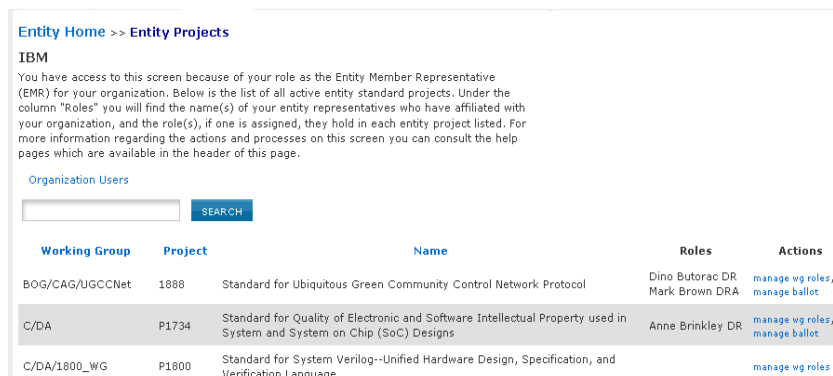 Entity Home >> Entity Projects
IBM
You have access to this screen because of your role as the Entity Member Representative
(EMR) for your organization. Below is the list of all active entity standard projects. Under the
column "Roles" you will find the name(s) of your entity representatives who have affiliated with
your organization, and the role(s), if one is assigned, they hold in each entity project listed. For
more information regarding the actions and processes on this screen you can consult the help
pages which are available in the header of this page.
Organization Users
SEARCH
Working Group Project Name Roles Actions
BOG/CAG/UGCCNet 1888 Standard for Ubiquitous Green Community Control Network Protocol Dino Butorac DR manage wg roles,
Mark Brown DRA manage ballot
C/DA P1734 Standard for Quality of Electronic and Software Intellectual Property used in Anne Brinkley DR manage wg roles,
System and System on Chip (SoC) Designs manage ballot
C/DA/1800_WG P1800 Standard for System Verilog--Unified Hardware Design, Specification, and manage wg roles
Verification Language